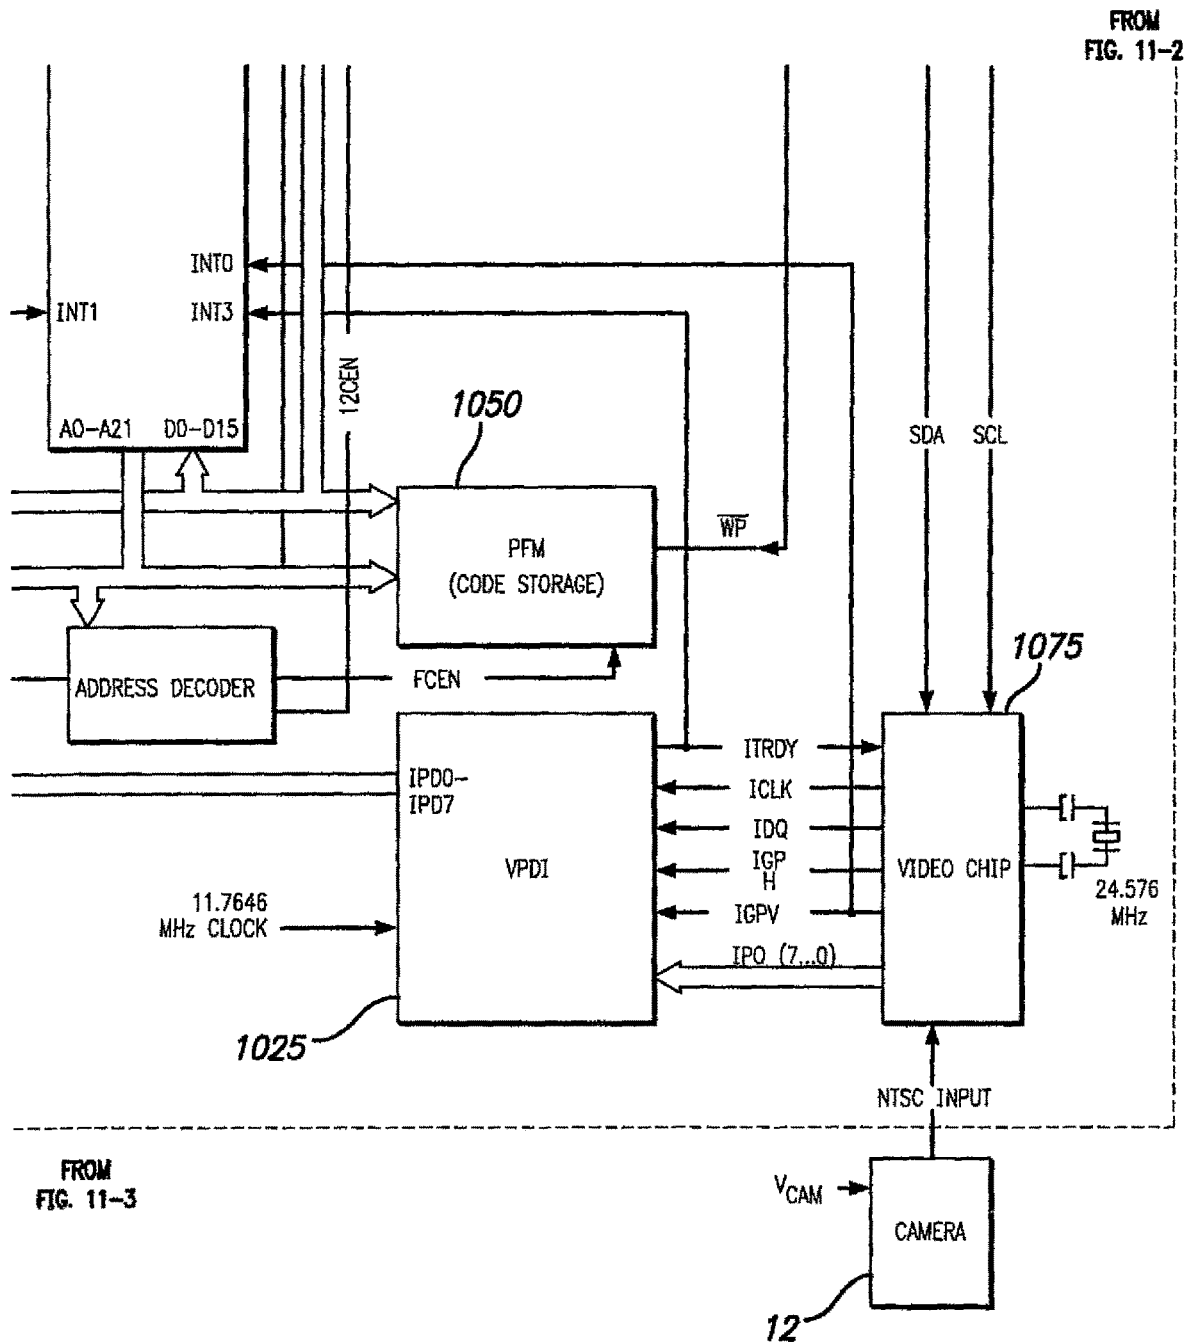 FROM
FIG. 11-2
INT0
INT1
INT3
12CEN
A0-A21 D0-D15
1050
SDA SCL
WP
PFM
(CODE STORAGE)
1075
ADDRESS DECODER
FCEN
ITRDY
IPD0-
IPD7
ICLK
IDQ
VPDI
IGP
H
VIDEO CHIP
24.576
MHz
11.7646
MHz CLOCK
IGPV
IPO (7...0)
1025
NTSC INPUT
FROM
FIG. 11-3
VCAM
CAMERA
12